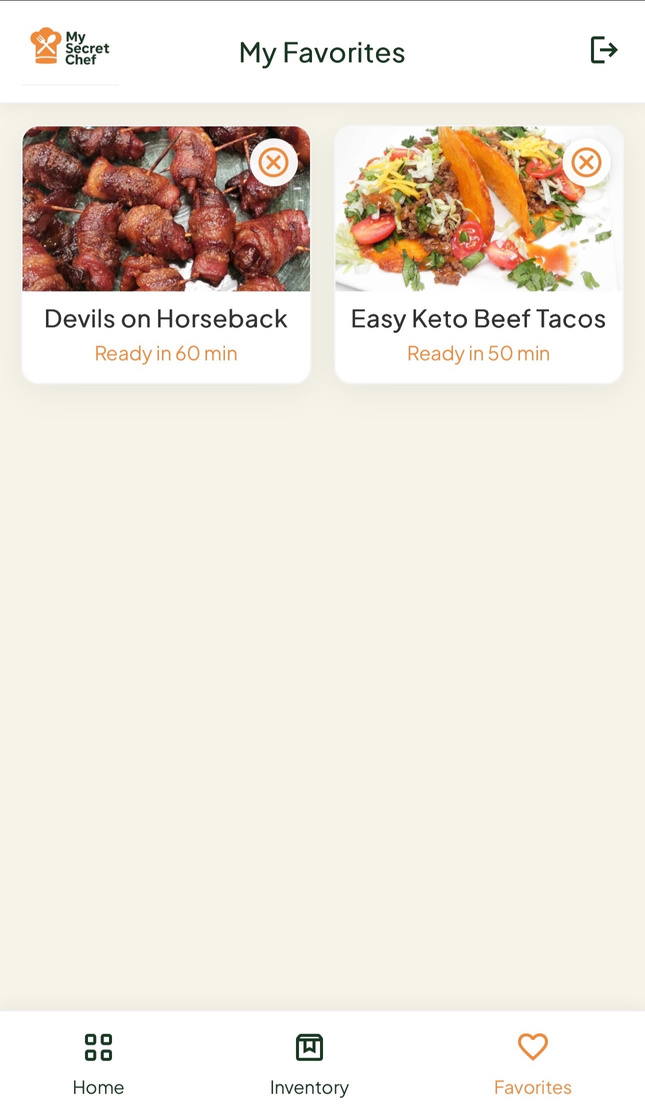 My
Secret
Chef
My Favorites
Devils on Horseback
Ready in 60 min
Easy Keto Beef Tacos
Ready in 50 min
Home
Inventory
Favorites